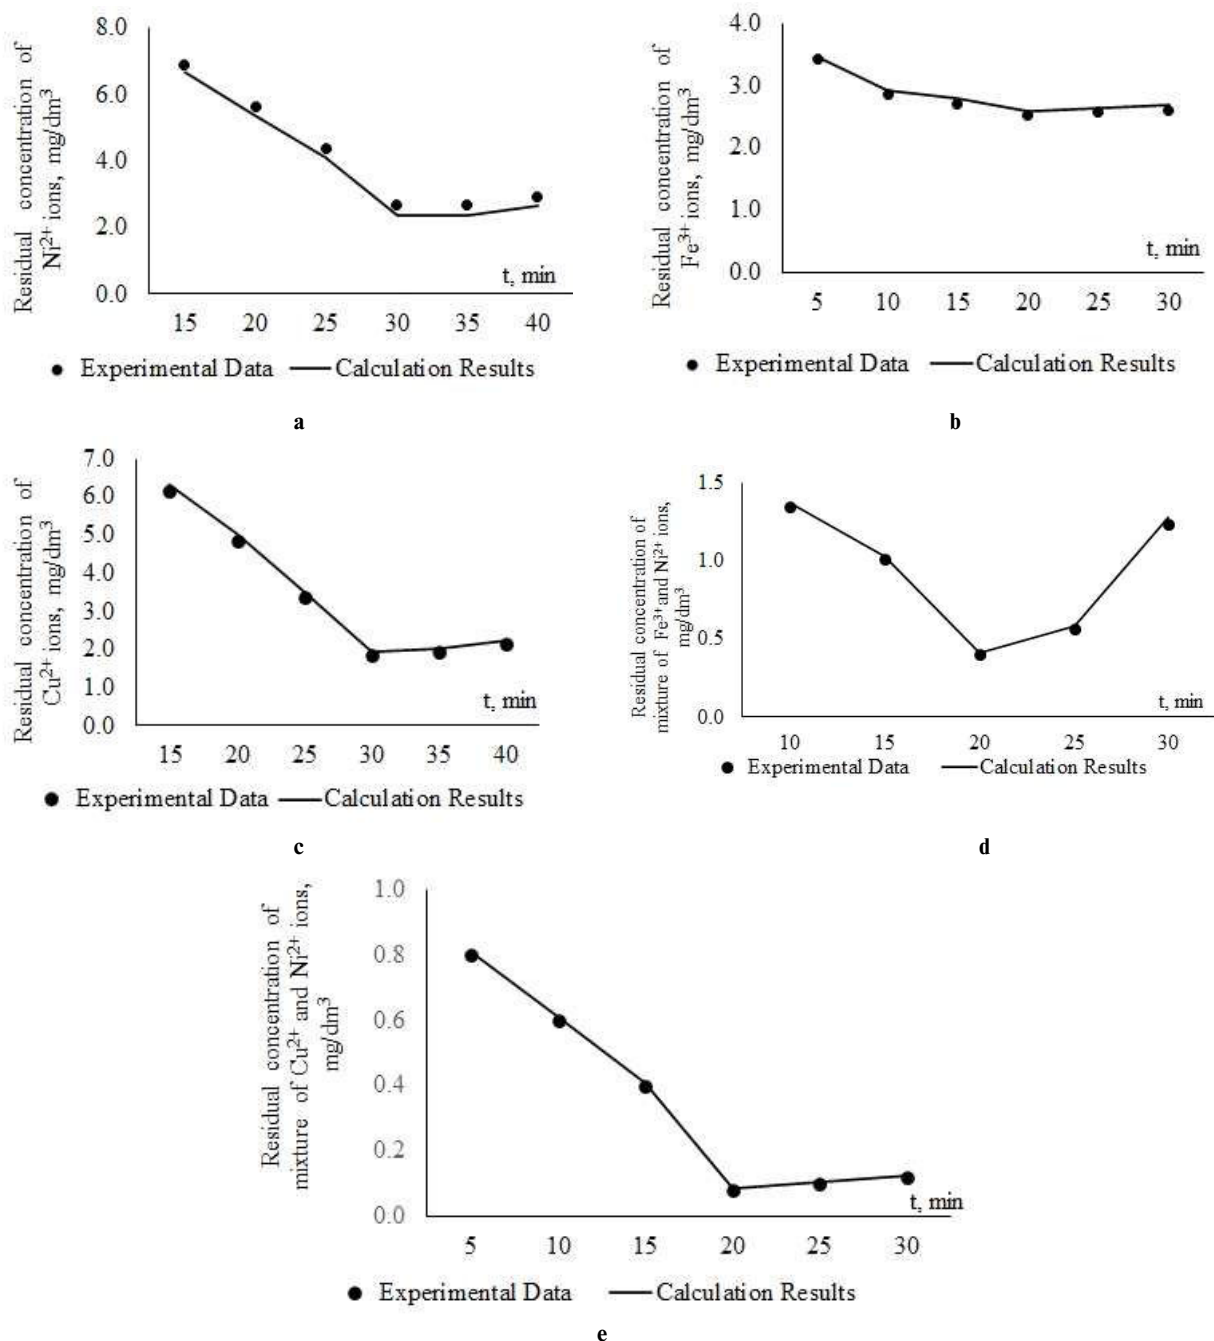 8.0
6.0
4.0
2.0
0.0
Residual concentration of
Ni²⁺ ions, mg/dm³
t, min
15 20 25 30 35 40
● Experimental Data — Calculation Results
a
4.0
3.0
2.0
1.0
0.0
Residual concentration of
Fe³⁺ ions, mg/dm³
t, min
5 10 15 20 25 30
● Experimental Data — Calculation Results
b
7.0
6.0
5.0
4.0
3.0
2.0
1.0
0.0
Residual concentration of
Cu²⁺ ions, mg/dm³
t, min
15 20 25 30 35 40
● Experimental Data — Calculation Results
c
1.5
1.0
0.5
0.0
Residual concentration of
mixture of Fe³⁺ and Ni²⁺ ions,
mg/dm³
t, min
10 15 20 25 30
● Experimental Data — Calculation Results
d
1.0
0.8
0.6
0.4
0.2
0.0
Residual concentration of
mixture of Cu²⁺ and Ni²⁺ ions,
mg/dm³
t, min
5 10 15 20 25 30
● Experimental Data — Calculation Results
e